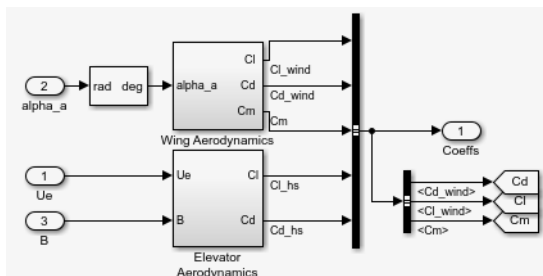 2
alpha_a
rad deg
alpha_a
Cl
Cd
Cm
Wing Aerodynamics
Cl_wind
Cd_wind
Cm
1
Ue
3
B
Ue
B
Cl
Cd
Elevator
Aerodynamics
Cl_hs
Cd_hs
1
Coeffs
<Cd_wind>
<Cl_wind>
<Cm>
Cd
Cl
Cm